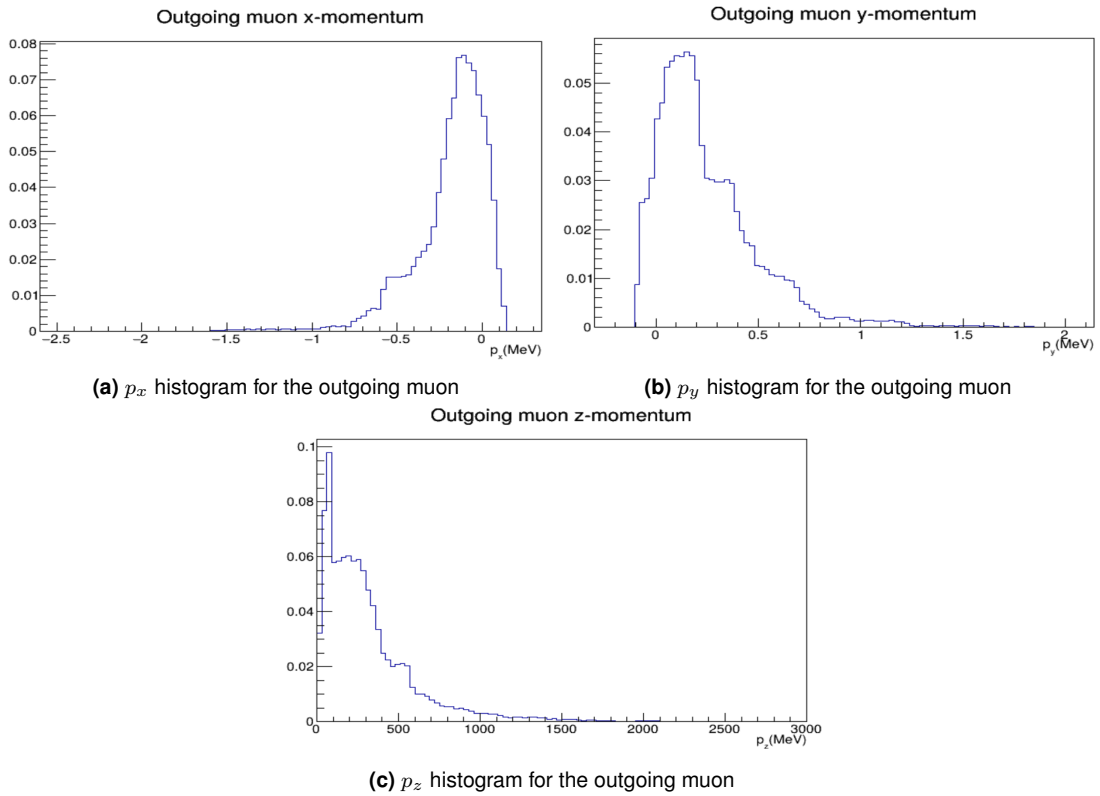 Outgoing muon x-momentum
0.08
0.07
0.06
0.05
0.04
0.03
0.02
0.01
0
−2.5 −2 −1.5 −1 −0.5 0
p_x(MeV)
(a) p_x histogram for the outgoing muon
Outgoing muon y-momentum
0.05
0.04
0.03
0.02
0.01
0
0 0.5 1 1.5 2
p_y(MeV)
(b) p_y histogram for the outgoing muon
Outgoing muon z-momentum
0.1
0.08
0.06
0.04
0.02
0
0 500 1000 1500 2000 2500 3000
p_z(MeV)
(c) p_z histogram for the outgoing muon